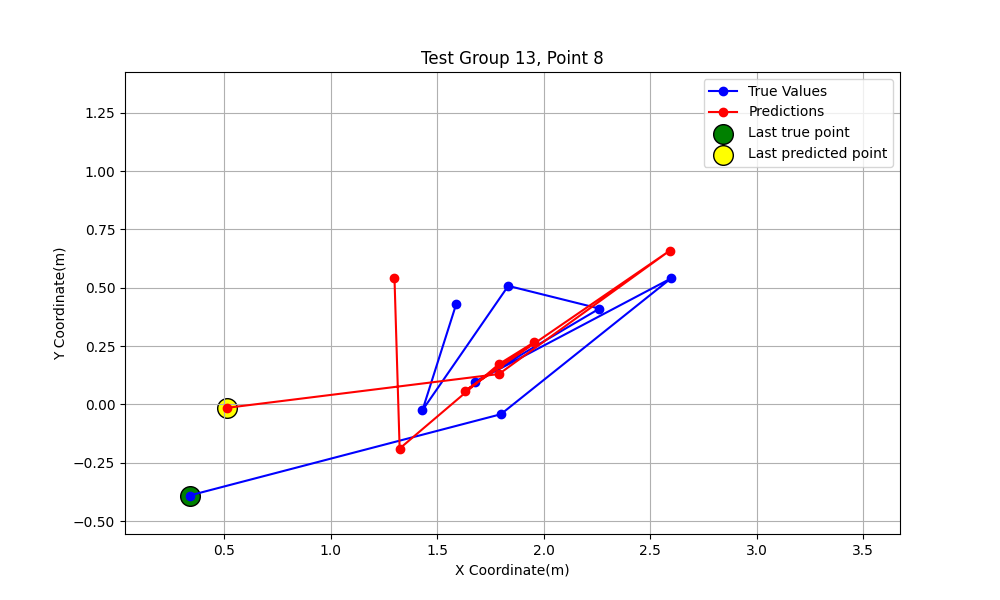 Test Group 13, Point 8
True Values
Predictions
Last true point
Last predicted point
1.25
1.00
0.75
0.50
0.25
0.00
−0.25
−0.50
Y Coordinate(m)
0.5 1.0 1.5 2.0 2.5 3.0 3.5
X Coordinate(m)